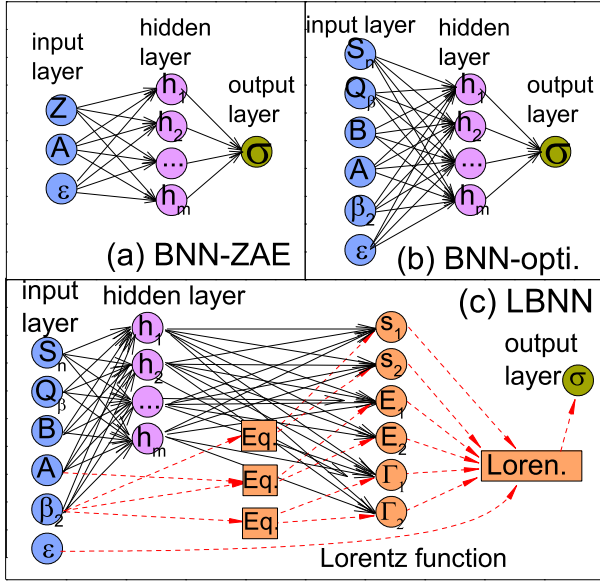 input
layer
hidden
layer
output
layer
Z
A
ε
h1
h2
...
hm
σ
(a) BNN-ZAE
input layer
hidden
layer
output
layer
Sn
Qβ
B
A
β2
ε
h1
h2
...
hm
σ
(b) BNN-opti.
(c) LBNN
input
layer
hidden layer
output
layer
Sn
Qβ
B
A
β2
ε
h1
h2
...
hm
Eq.
Eq.
Eq.
s1
s2
E1
E2
Γ1
Γ2
Loren.
σ
Lorentz function